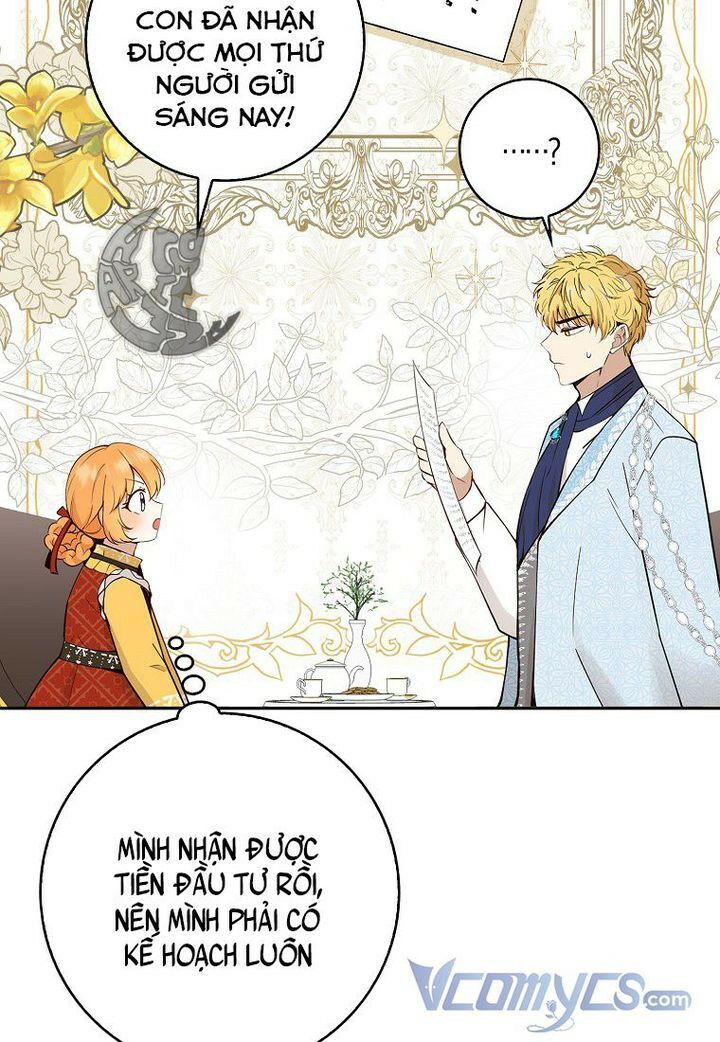 CON ĐÃ NHẬN
ĐƯỢC MỌI THỨ
NGƯỜI GỬI
SÁNG NAY!
……?
MÌNH NHẬN ĐƯỢC
TIỀN ĐẦU TƯ RỒI,
NÊN MÌNH PHẢI CÓ
KẾ HOẠCH LUÔN
VCOMYCS.com